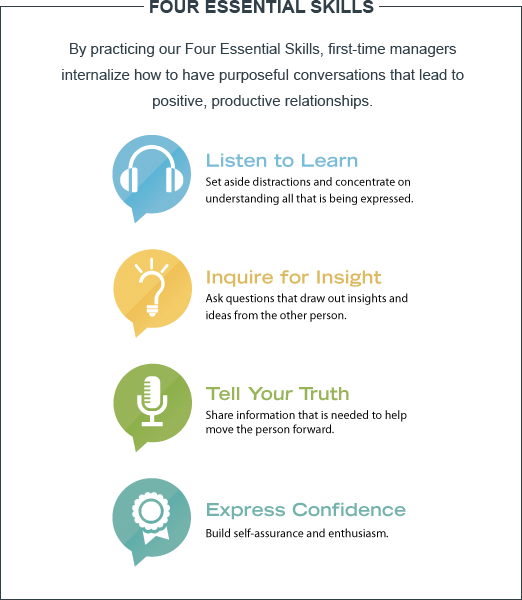 FOUR ESSENTIAL SKILLS
By practicing our Four Essential Skills, first-time managers
internalize how to have purposeful conversations that lead to
positive, productive relationships.
Listen to Learn
Set aside distractions and concentrate on
understanding all that is being expressed.
Inquire for Insight
Ask questions that draw out insights and
ideas from the other person.
Tell Your Truth
Share information that is needed to help
move the person forward.
Express Confidence
Build self-assurance and enthusiasm.